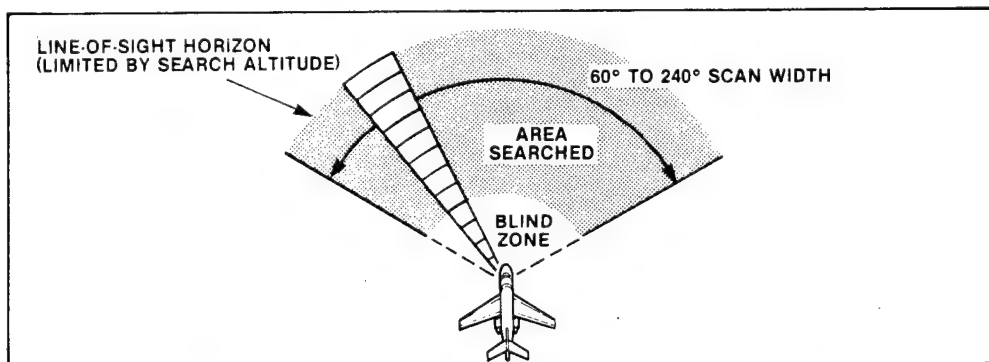 LINE-OF-SIGHT HORIZON
(LIMITED BY SEARCH ALTITUDE)
60° TO 240° SCAN WIDTH
AREA
SEARCHED
BLIND
ZONE